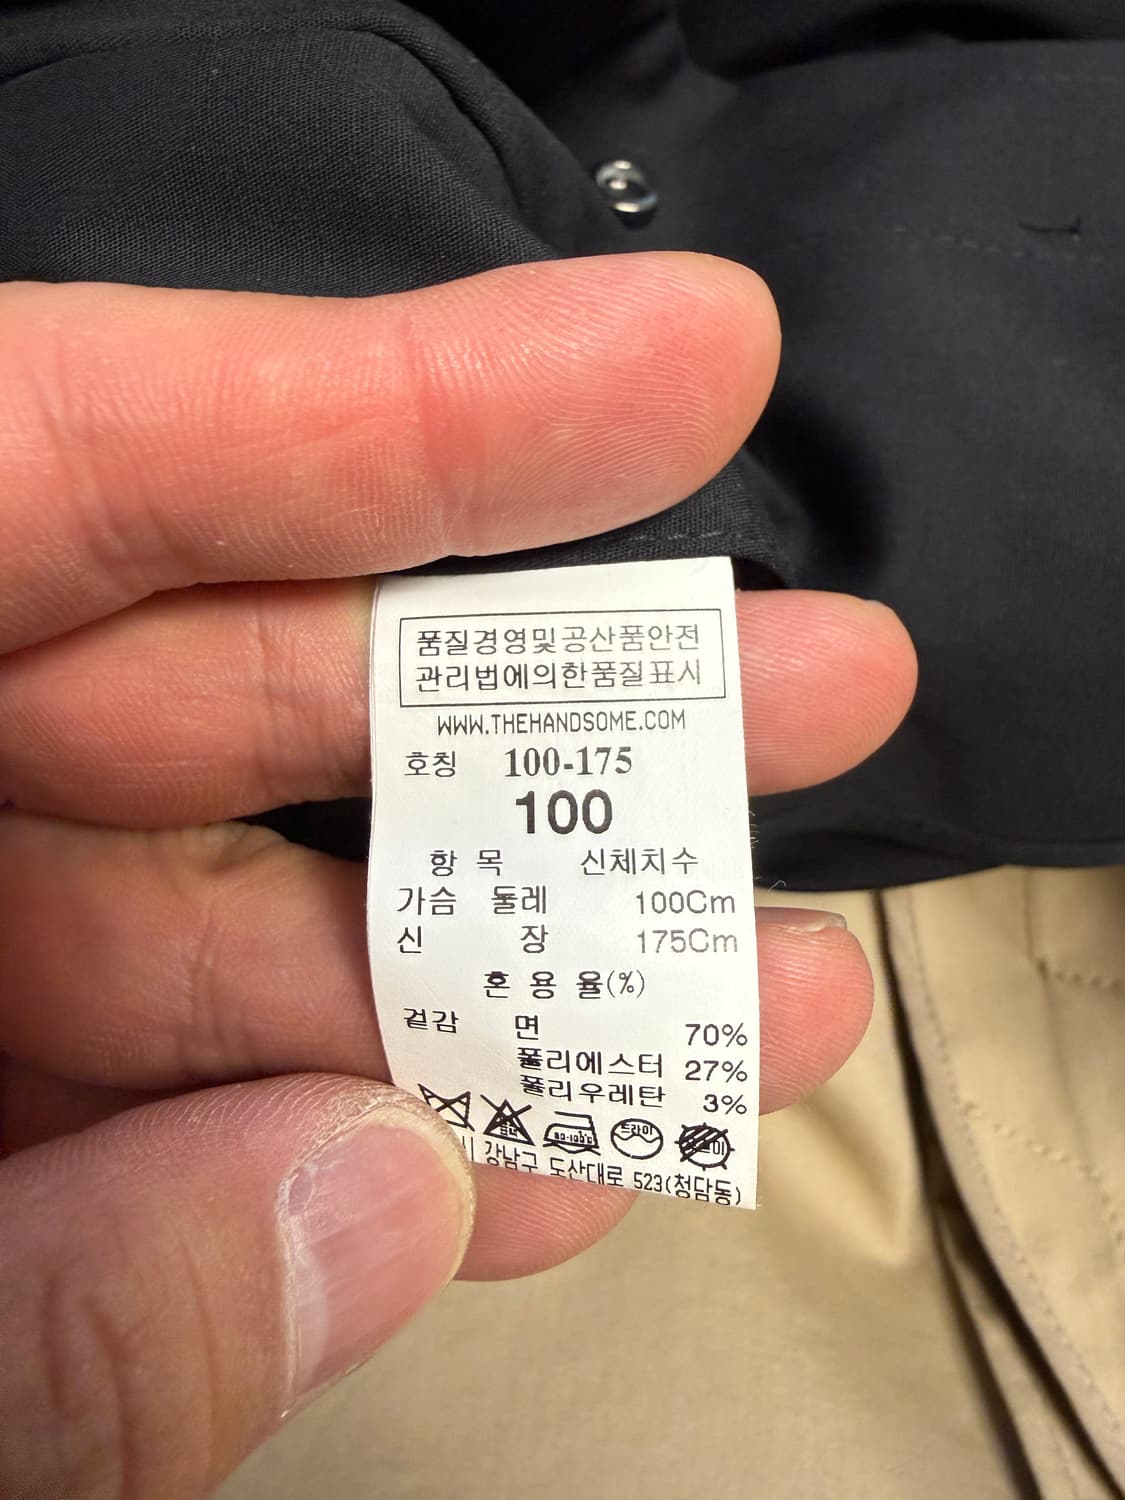 품질경영및공산품안전
관리법에의한품질표시
WWW.THEHANDSOME.COM
호칭 100-175
100
항 목 신체치수
가슴 둘레 100Cm
신 장 175Cm
혼 용 율(%)
겉감 면 70%
폴리에스터 27%
폴리우레탄 3%
드라이
강남구 도산대로 523(청담동)